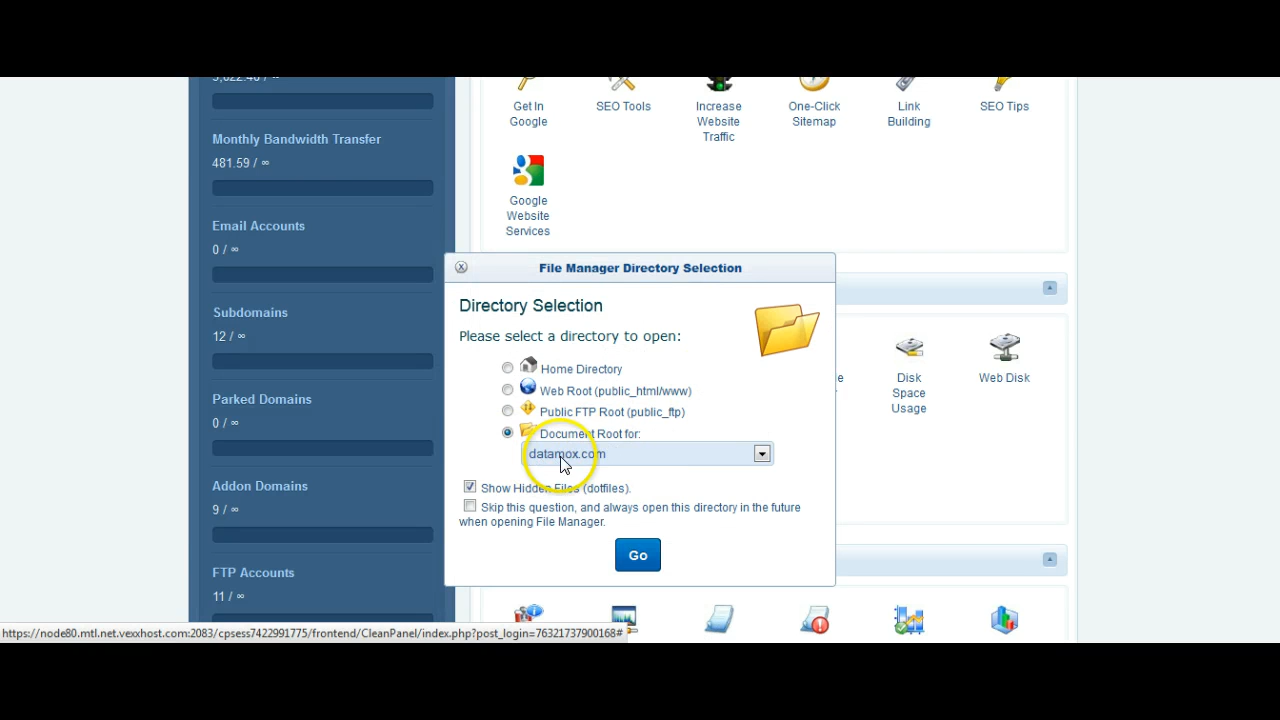 Monthly Bandwidth Transfer
481.59 / ∞
Email Accounts
0 / ∞
Subdomains
12 / ∞
Parked Domains
0 / ∞
Addon Domains
9 / ∞
FTP Accounts
11 / ∞
Get In
Google
SEO Tools
Increase
Website
Traffic
One-Click
Sitemap
Link
Building
SEO Tips
Google
Website
Services
File Manager Directory Selection
Directory Selection
Please select a directory to open:
Home Directory
Web Root (public_html/www)
Public FTP Root (public_ftp)
Document Root for:
datamox.com
Show Hidden Files (dotfiles).
Skip this question, and always open this directory in the future
when opening File Manager.
Go
Disk
Space
Usage
Web Disk
https://node80.mtl.net.vexxhost.com:2083/cpsess7422991775/frontend/CleanPanel/index.php?post_login=76321737900168#